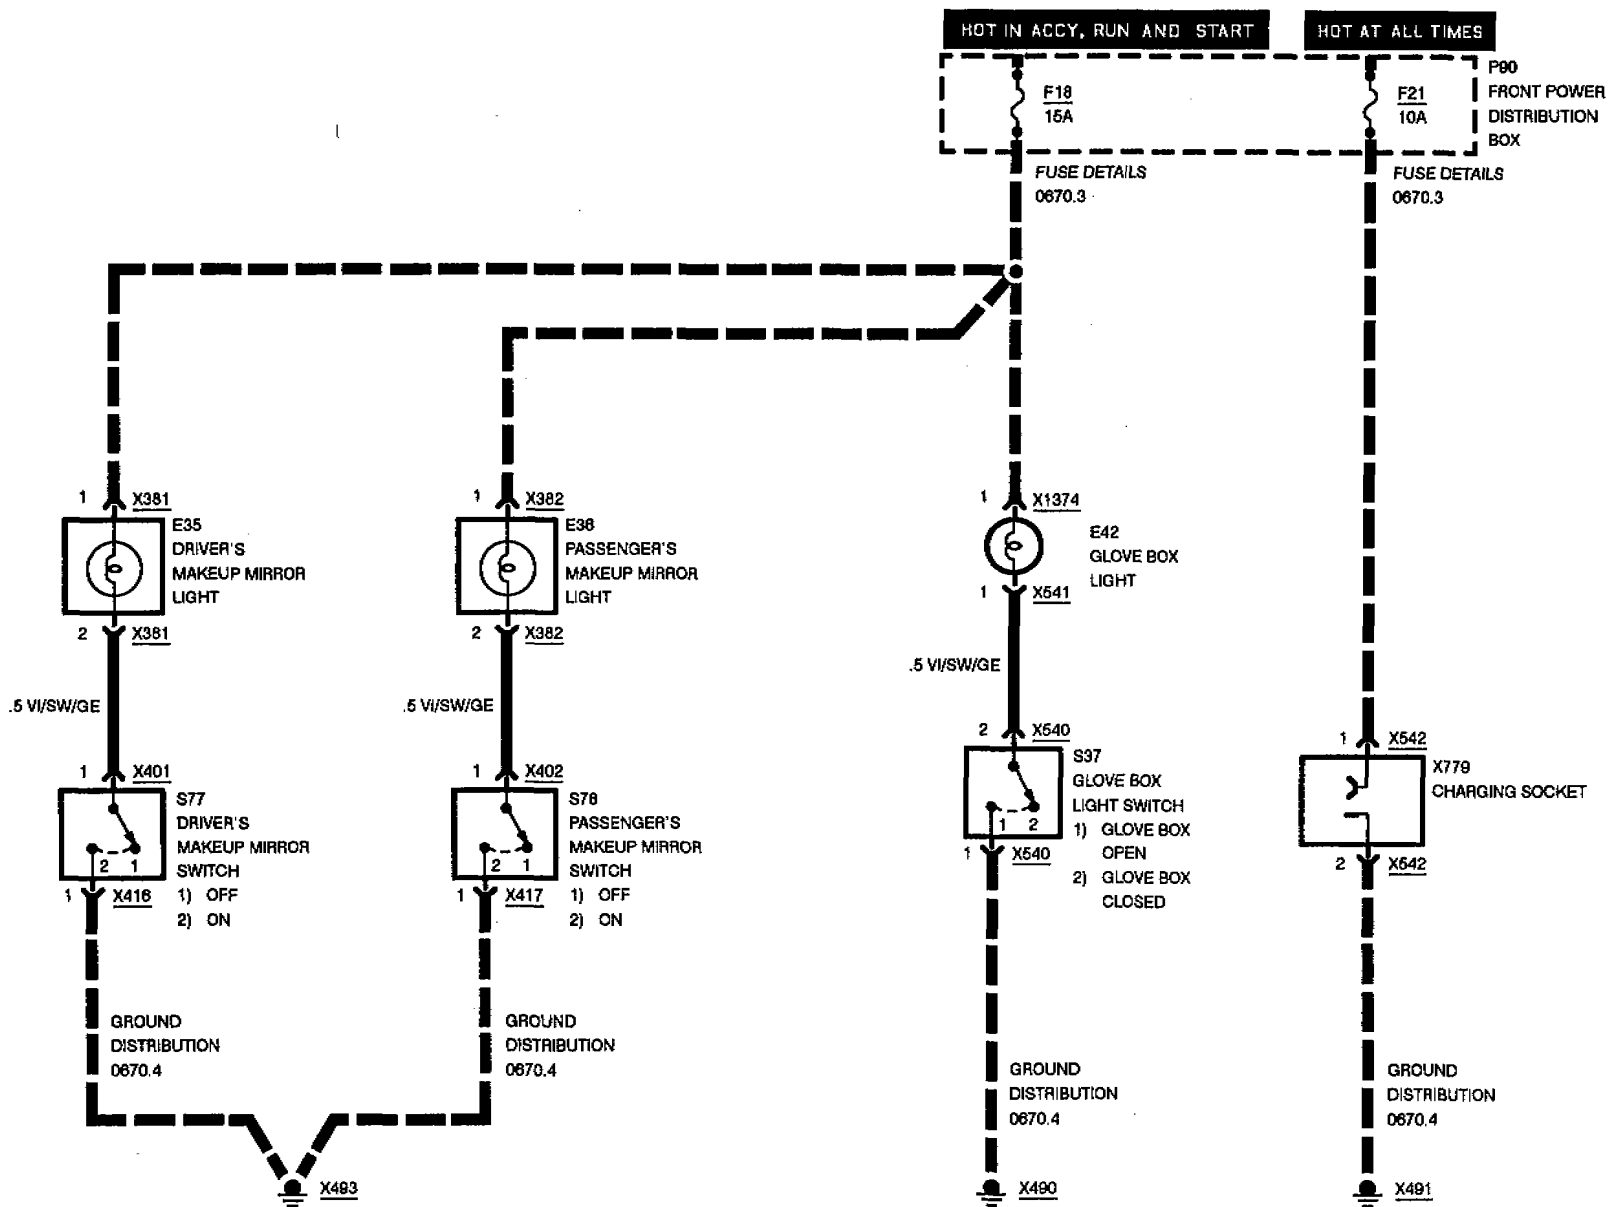 HOT IN ACCY, RUN AND START
HOT AT ALL TIMES
F18
15A
F21
10A
P90
FRONT POWER
DISTRIBUTION
BOX
FUSE DETAILS
0670.3
FUSE DETAILS
0670.3
1 X381
E35
DRIVER'S
MAKEUP MIRROR
LIGHT
2 X381
1 X382
E36
PASSENGER'S
MAKEUP MIRROR
LIGHT
2 X382
1 X1374
E42
GLOVE BOX
LIGHT
1 X541
.5 VI/SW/GE
.5 VI/SW/GE
.5 VI/SW/GE
1 X401
S77
DRIVER'S
MAKEUP MIRROR
SWITCH
1) OFF
2) ON
2 1
1 X416
1 X402
S78
PASSENGER'S
MAKEUP MIRROR
SWITCH
1) OFF
2) ON
2 1
1 X417
2 X540
S37
GLOVE BOX
LIGHT SWITCH
1) GLOVE BOX
OPEN
2) GLOVE BOX
CLOSED
1 2
1 X540
1 X542
X779
CHARGING SOCKET
2 X542
GROUND
DISTRIBUTION
0670.4
GROUND
DISTRIBUTION
0670.4
GROUND
DISTRIBUTION
0670.4
GROUND
DISTRIBUTION
0670.4
X493
X490
X491